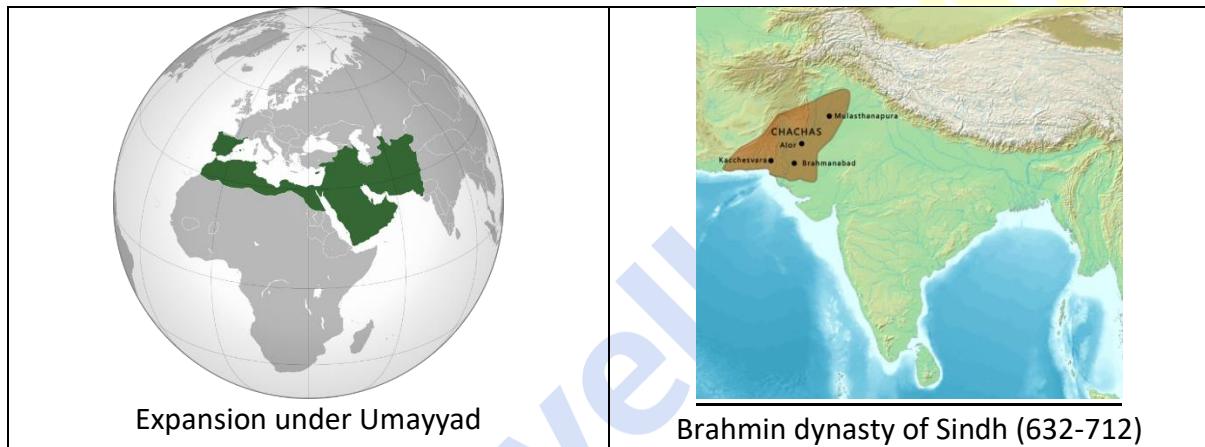 Mulasthanapura
CHACHAS
Alor
Kacchesvara
Brahmanabad
Expansion under Umayyad
Brahmin dynasty of Sindh (632-712)